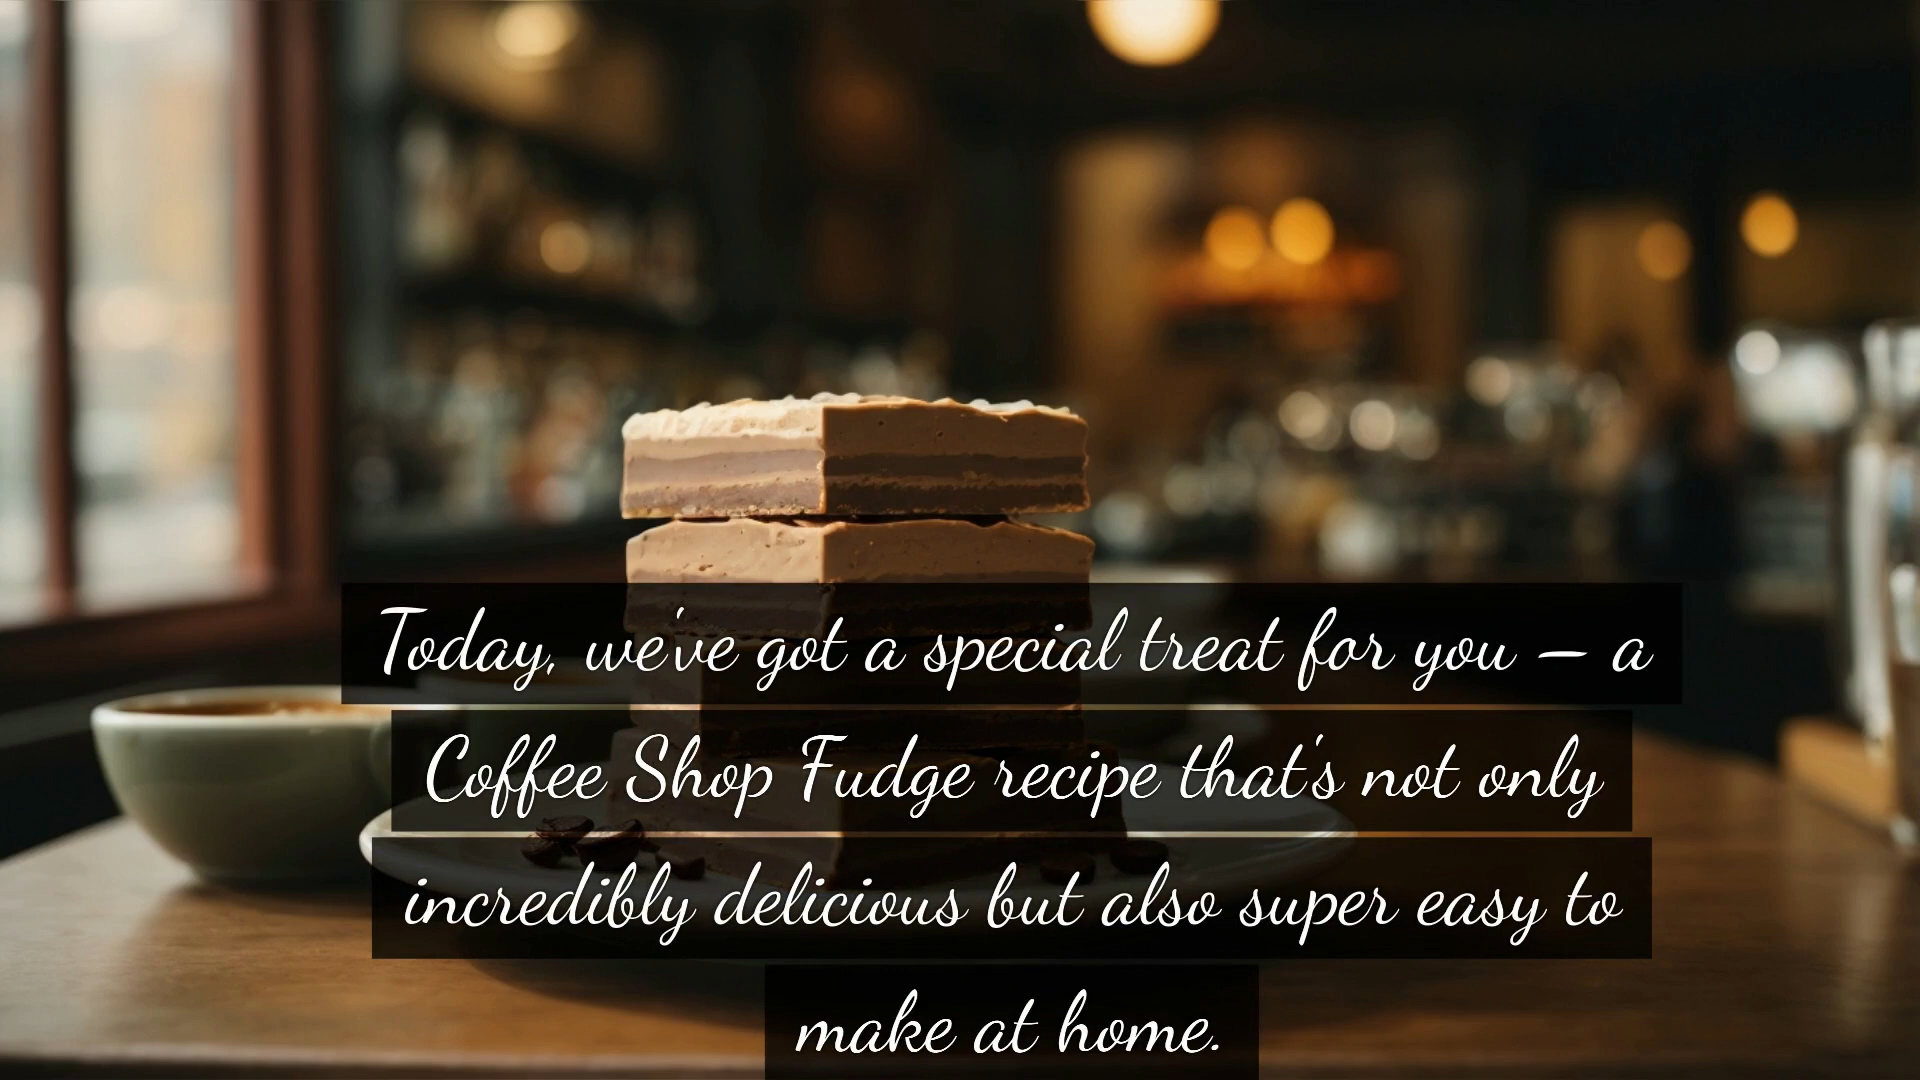 Today, we've got a special treat for you – a
Coffee Shop Fudge recipe that's not only
incredibly delicious but also super easy to
make at home.